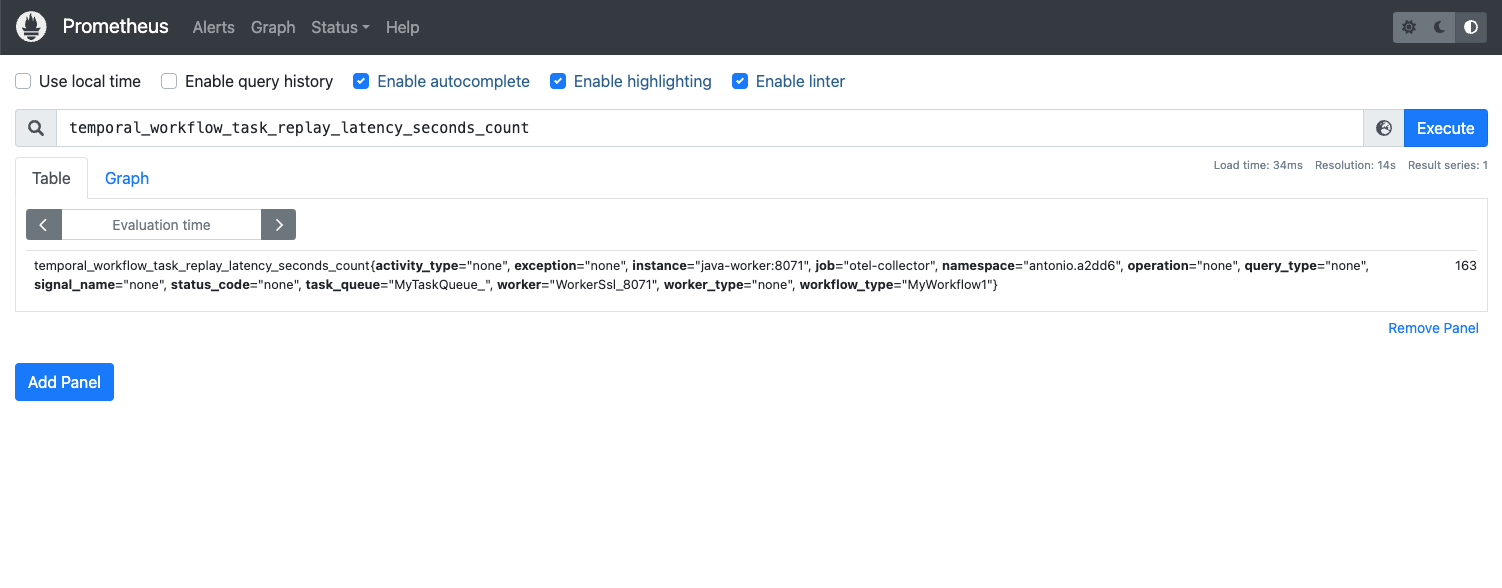 Prometheus Alerts Graph Status Help
Use local time Enable query history Enable autocomplete Enable highlighting Enable linter
temporal_workflow_task_replay_latency_seconds_count Execute
Load time: 34ms Resolution: 14s Result series: 1
Table Graph
Evaluation time
temporal_workflow_task_replay_latency_seconds_count{activity_type="none", exception="none", instance="java-worker:8071", job="otel-collector", namespace="antonio.a2dd6", operation="none", query_type="none", 163
signal_name="none", status_code="none", task_queue="MyTaskQueue_", worker="WorkerSsl_8071", worker_type="none", workflow_type="MyWorkflow1"}
Remove Panel
Add Panel